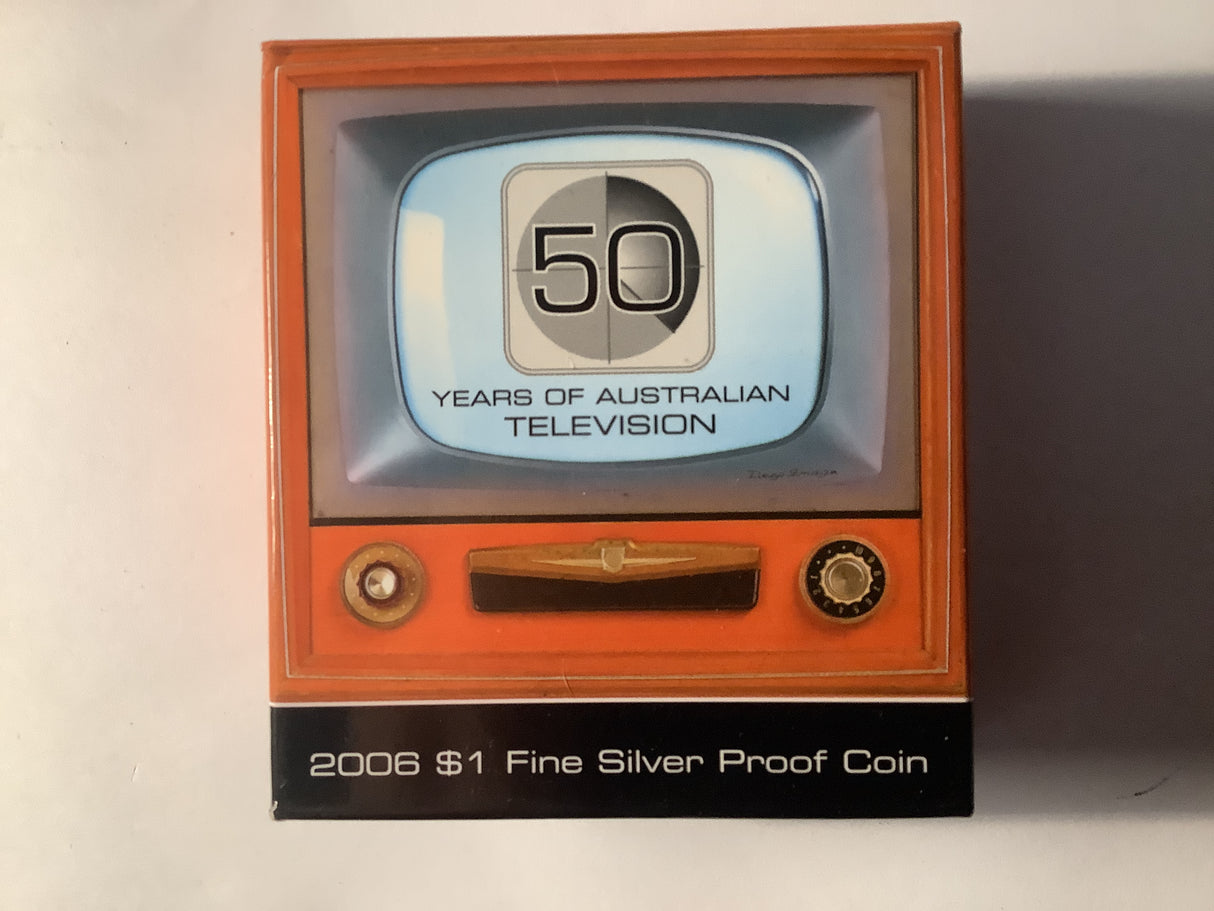 50
YEARS OF AUSTRALIAN
TELEVISION
2006 $1 Fine Silver Proof Coin